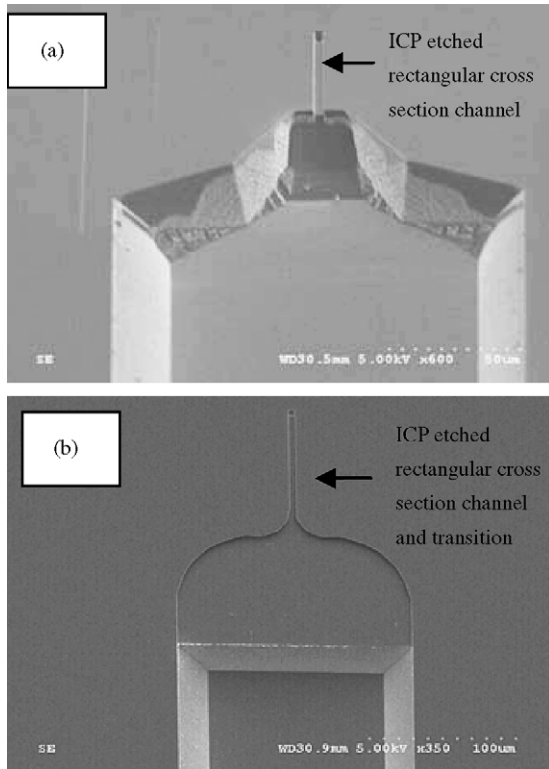 (a)
ICP etched
rectangular cross
section channel
SE
WD30.5mm 5.00kV x600 50um
(b)
ICP etched
rectangular cross
section channel
and transition
SE
WD30.9mm 5.00kV x350 100um